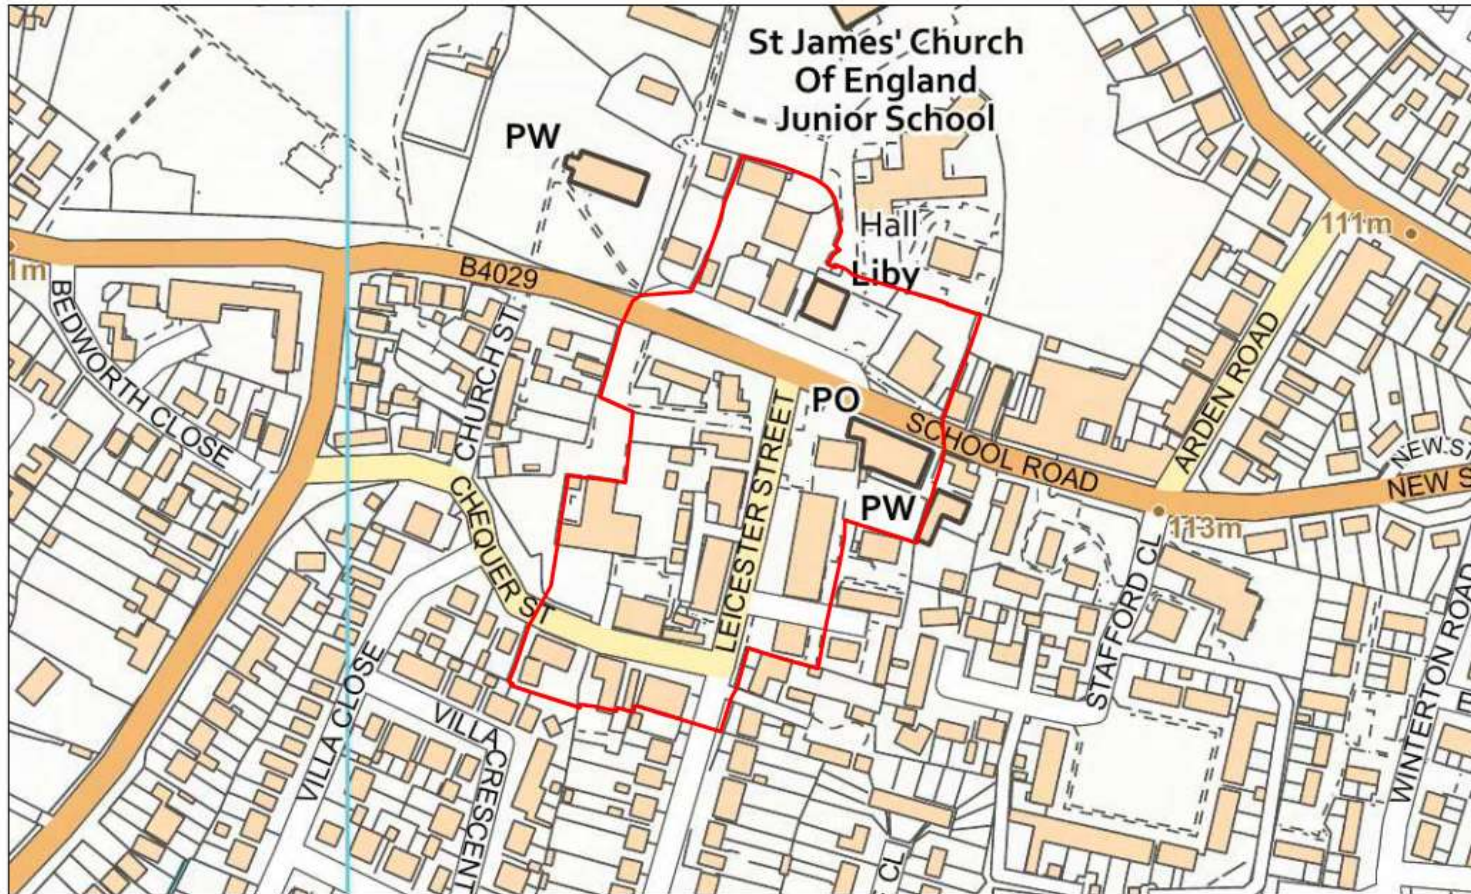 St James' Church
Of England
Junior School
PW
Hall
Liby
111m
1m
B4029
BEDWORTH CLOSE
CHURCH ST
ARDEN ROAD
PO
SCHOOL ROAD
NEW ST
NEW S
LEICESTER STREET
CHEQUER ST
PW
113m
STAFFORD CL
VILLA CLOSE
VILLA CRESCENT
WINTERTON ROAD
E
CL